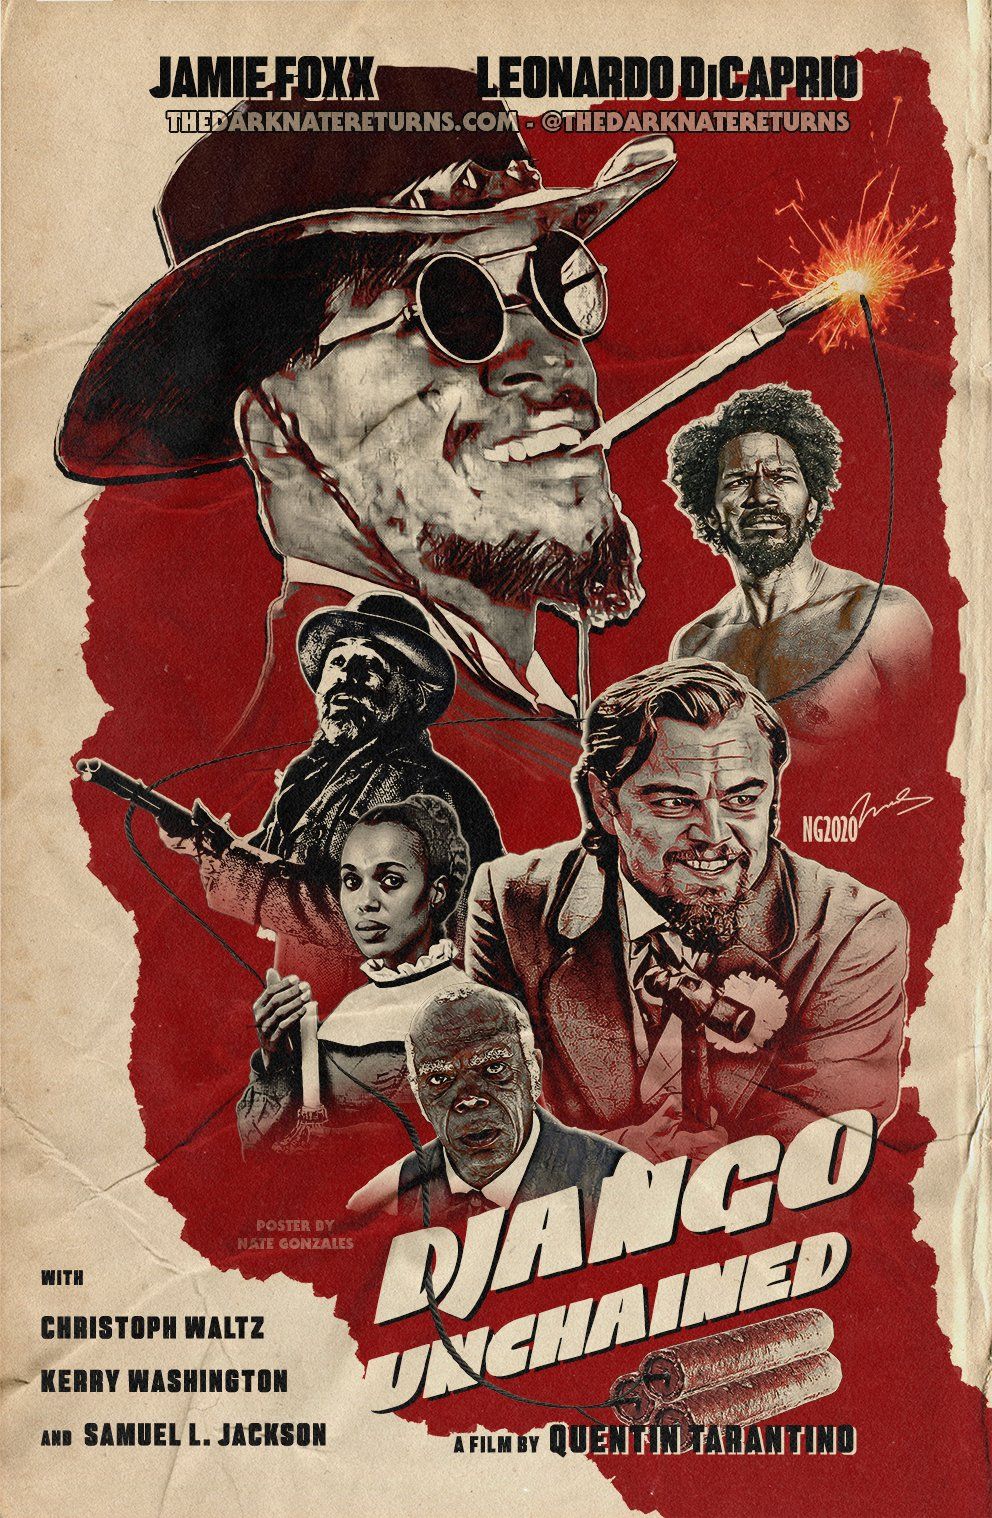 JAMIE FOXX LEONARDO DiCAPRIO
THEDARKNATERETURNS.COM - @THEDARKNATERETURNS
NG2020
POSTER BY
NATE GONZALES
DJANGO
UNCHAINED
WITH
CHRISTOPH WALTZ
KERRY WASHINGTON
AND SAMUEL L. JACKSON
A FILM BY QUENTIN TARANTINO